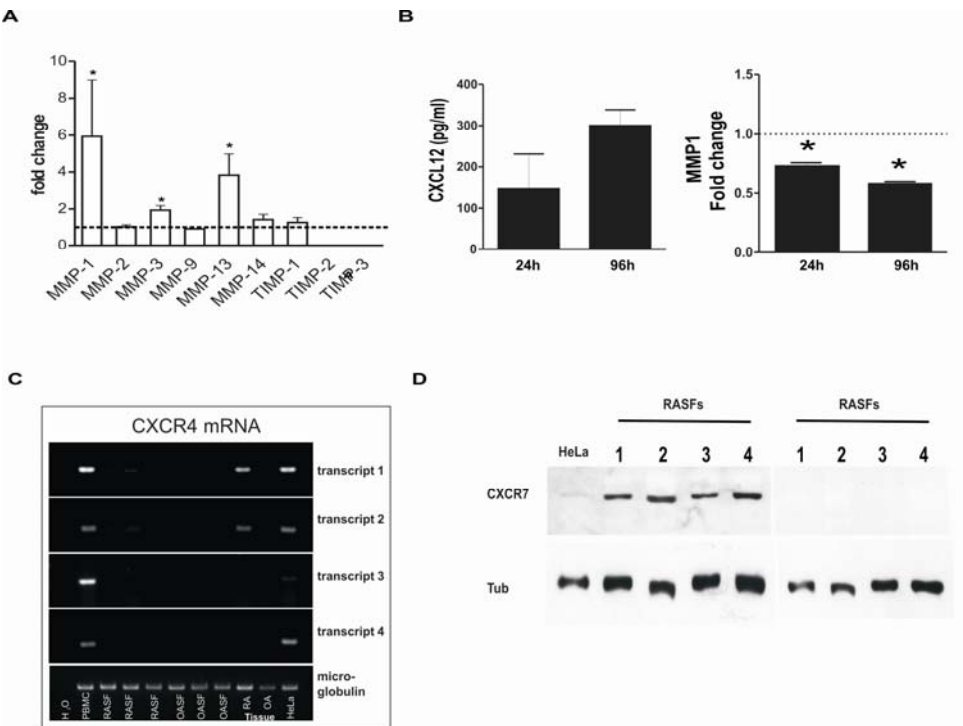 A
fold change
10
8
6
4
2
0
*
*
*
MMP-1
MMP-2
MMP-3
MMP-9
MMP-13
MMP-14
TIMP-1
TIMP-2
TIMP-3
B
CXCL12 (pg/ml)
400
300
200
100
0
24h
96h
MMP1
Fold change
1.5
1.0
0.5
0.0
*
*
24h
96h
C
CXCR4 mRNA
transcript 1
transcript 2
transcript 3
transcript 4
micro-
globulin
H2O
PBMC
RASF
RASF
RASF
OASF
OASF
OASF
RA
OA
Tissue
HeLa
D
RASFs
RASFs
HeLa 1 2 3 4 1 2 3 4
CXCR7
Tub